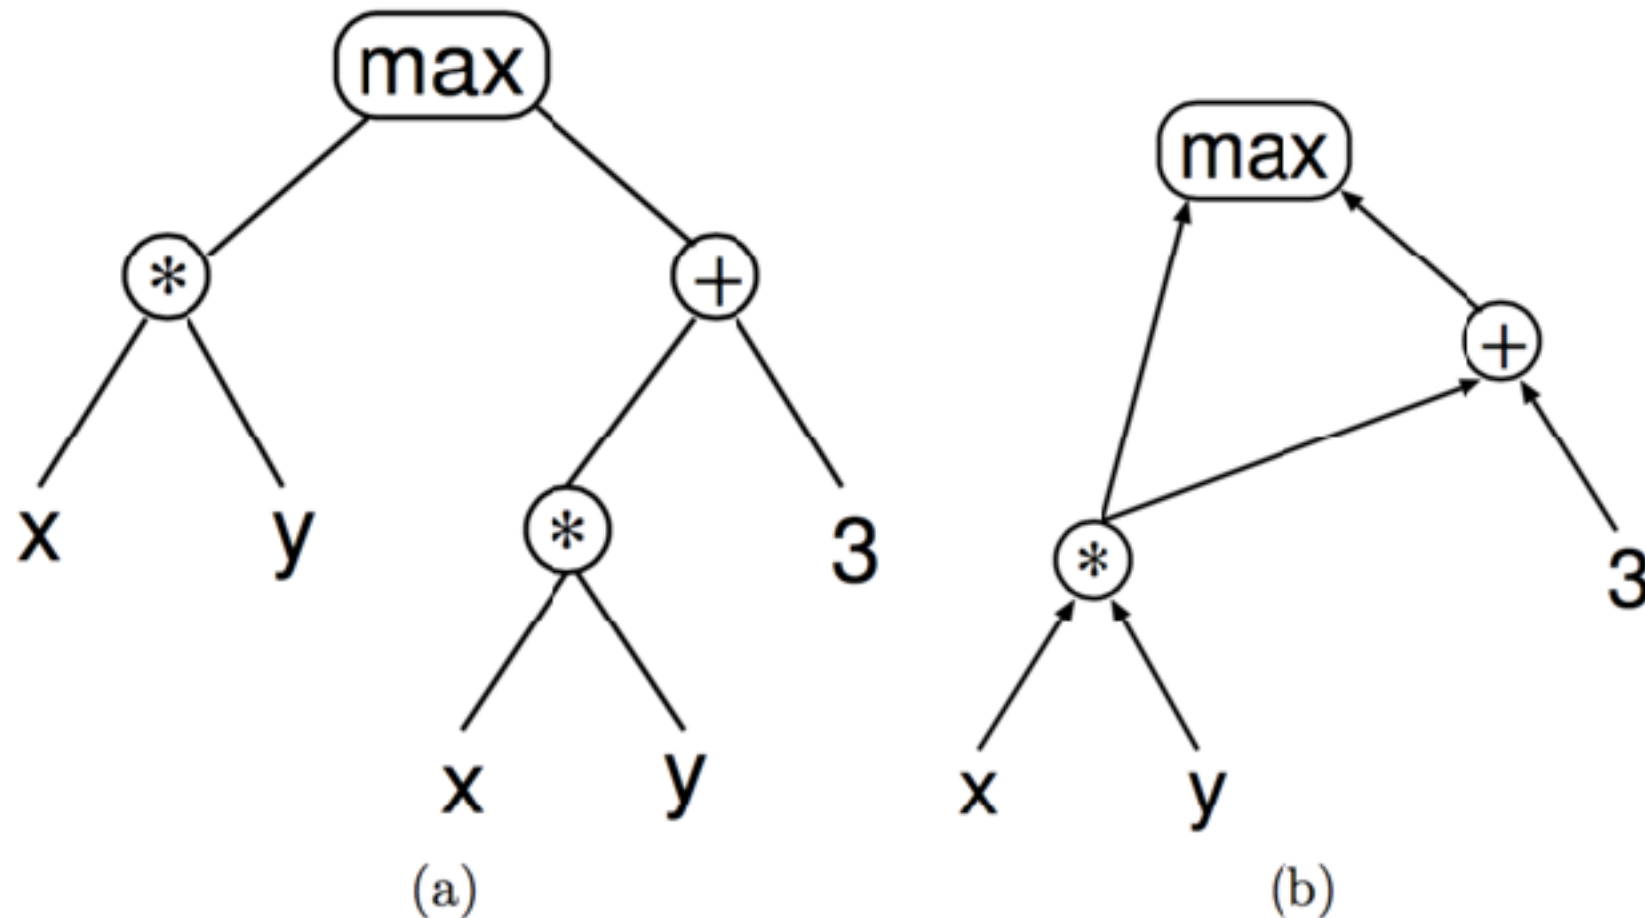 max
max
* +
+
x y * 3
* 3
x y
x y
(a) (b)